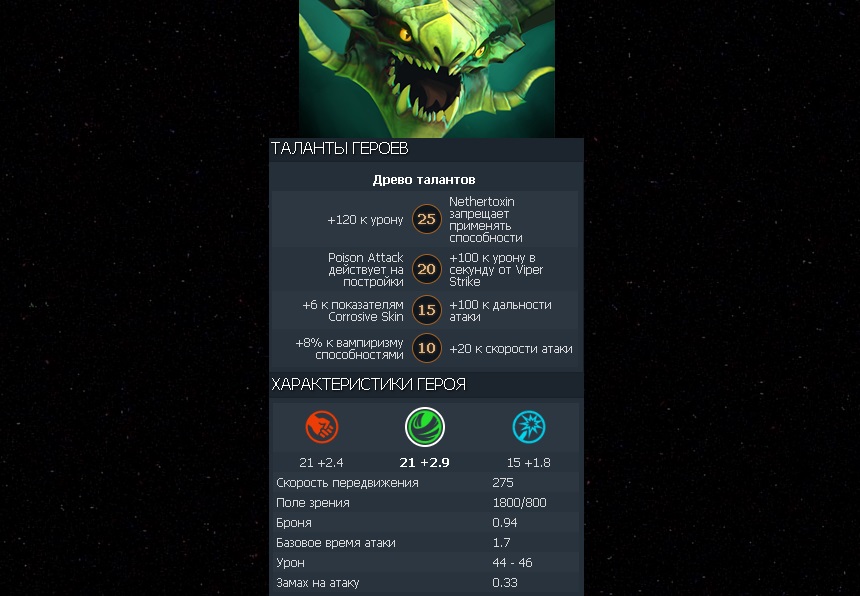 ТАЛАНТЫ ГЕРОЕВ
Древо талантов
+120 к урону
25
Nethertoxin
запрещает
применять
способности
Poison Attack
действует на
постройки
20
+100 к урону в
секунду от Viper
Strike
+6 к показателям
Corrosive Skin
15
+100 к дальности
атаки
+8% к вампиризму
способностями
10
+20 к скорости атаки
ХАРАКТЕРИСТИКИ ГЕРОЯ
21 +2.4 21 +2.9 15 +1.8
Скорость передвижения 275
Поле зрения 1800/800
Броня 0.94
Базовое время атаки 1.7
Урон 44 - 46
Замах на атаку 0.33